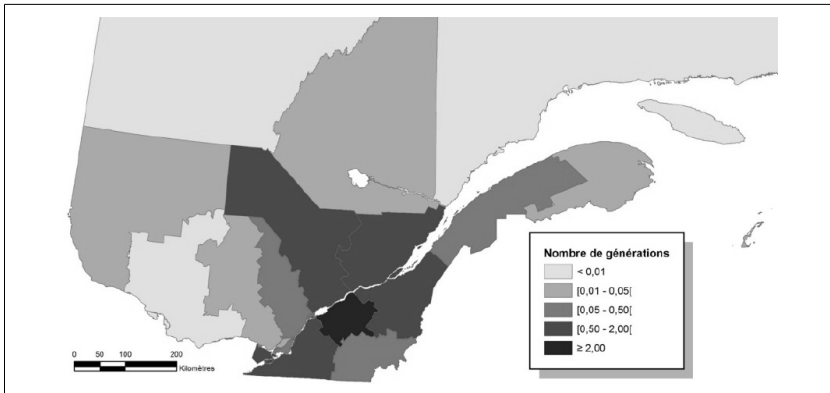 Nombre de générations
< 0,01
[0,01 - 0,05[
[0,05 - 0,50[
[0,50 - 2,00[
≥ 2,00
0 50 100 200
Kilomètres